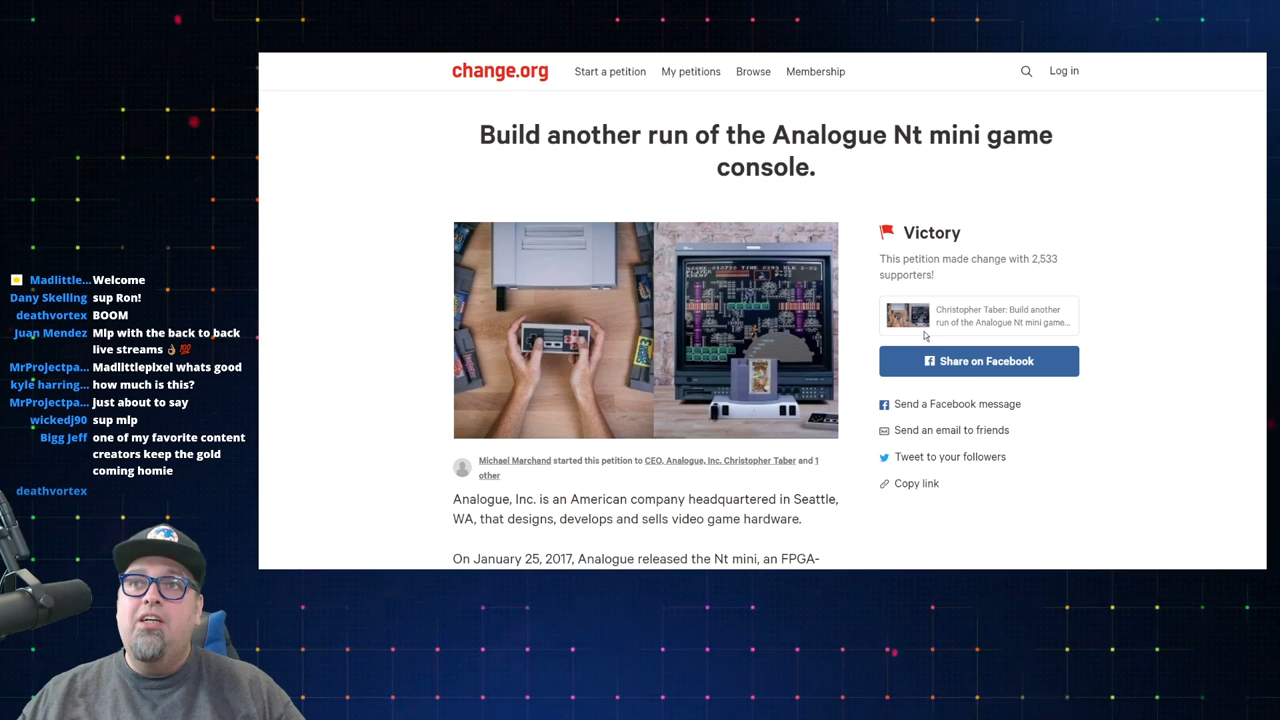 change.org
Start a petition
My petitions
Browse
Membership
Log in
Build another run of the Analogue Nt mini game
console.
Victory
This petition made change with 2,533
supporters!
Christopher Taber: Build another
run of the Analogue Nt mini game...
Share on Facebook
Send a Facebook message
Send an email to friends
Tweet to your followers
Copy link
Michael Marchand started this petition to CEO, Analogue, Inc. Christopher Taber and 1
other
Analogue, Inc. is an American company headquartered in Seattle,
WA, that designs, develops and sells video game hardware.
On January 25, 2017, Analogue released the Nt mini, an FPGA-
Madlittle... Welcome
Dany Skelling sup Ron!
deathvortex BOOM
Juan Mendez Mlp with the back to back
live streams 👌🏽 💯
MrProjectpa... Madlittlepixel whats good
kyle harring... how much is this?
MrProjectpa... Just about to say
wickedj90 sup mlp
Bigg Jeff one of my favorite content
creators keep the gold
coming homie
deathvortex